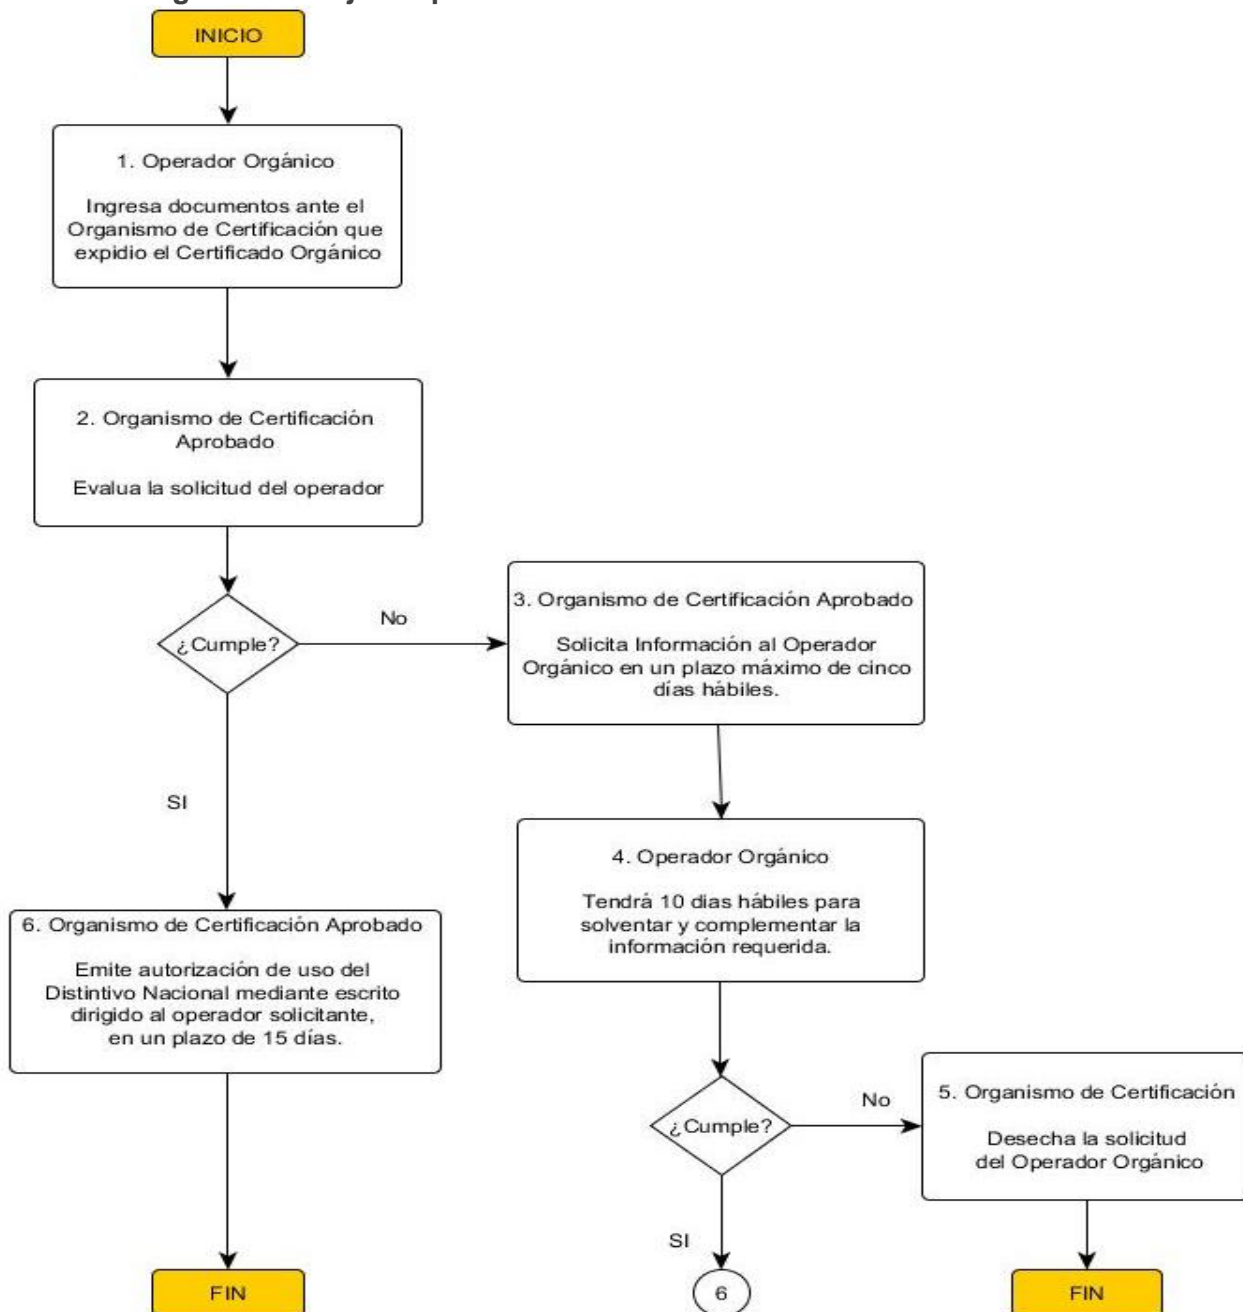 INICIO
1. Operador Orgánico
Ingresa documentos ante el
Organismo de Certificación que
expidio el Certificado Orgánico
2. Organismo de Certificación
Aprobado
Evalua la solicitud del operador
¿Cumple?
No
3. Organismo de Certificación Aprobado
Solicita Información al Operador
Orgánico en un plazo máximo de cinco
días hábiles.
SI
4. Operador Orgánico
Tendrá 10 dias hábiles para
solventar y complementar la
información requerida.
6. Organismo de Certificación Aprobado
Emite autorización de uso del
Distintivo Nacional mediante escrito
dirigido al operador solicitante,
en un plazo de 15 días.
¿Cumple?
No
5. Organismo de Certificación
Desecha la solicitud
del Operador Orgánico
SI
FIN
6
FIN